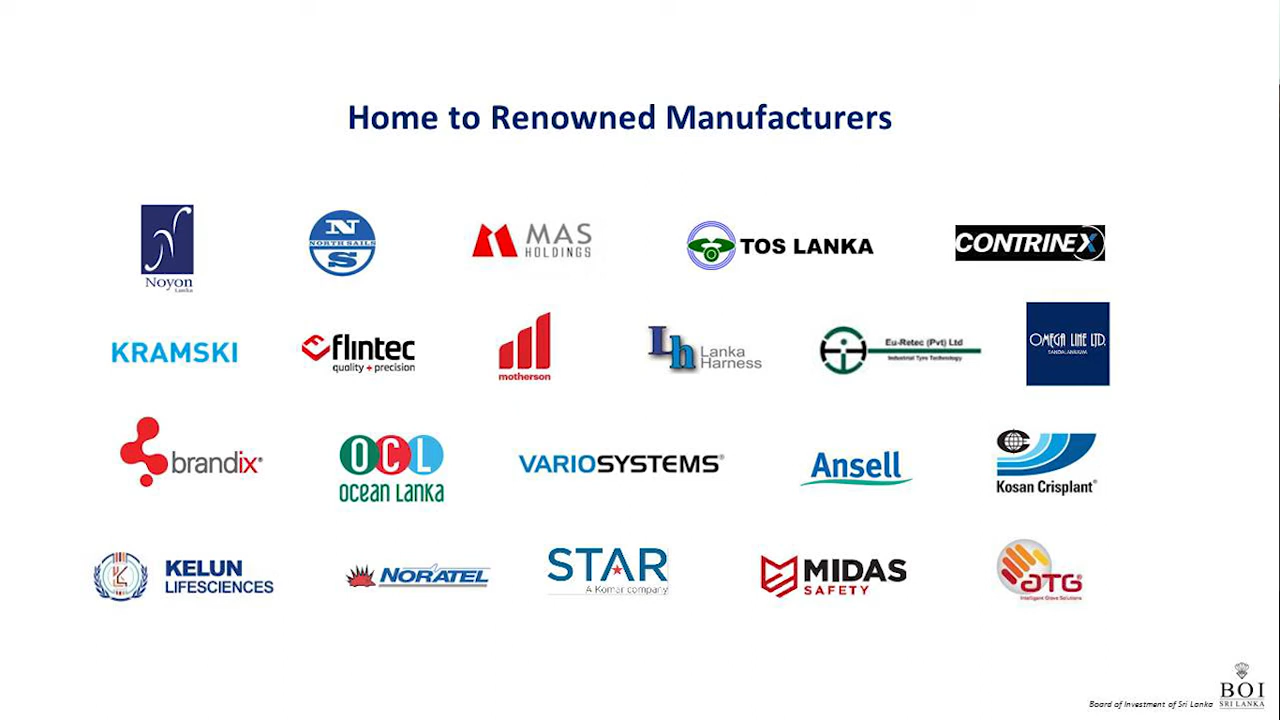 Home to Renowned Manufacturers
Noyon
Lanka
N
NORTH SAILS
S
MAS
HOLDINGS
TOS LANKA
CONTRINEX
KRAMSKI
flintec
quality + precision
motherson
Lh Lanka
Harness
Eu-Retec (Pvt) Ltd
Industrial Tyre Technology
OMEGA LINE LTD.
brandix®
OCL
OCEAN LANKA
VARIOSYSTEMS®
Ansell
Kosan Crisplant®
KELUN
LIFESCIENCES
NORATEL
STAR
A Komar company
MIDAS
SAFETY
ATG®
Intelligent Glove Solutions
Board of Investment of Sri Lanka
BOI
SRI LANKA